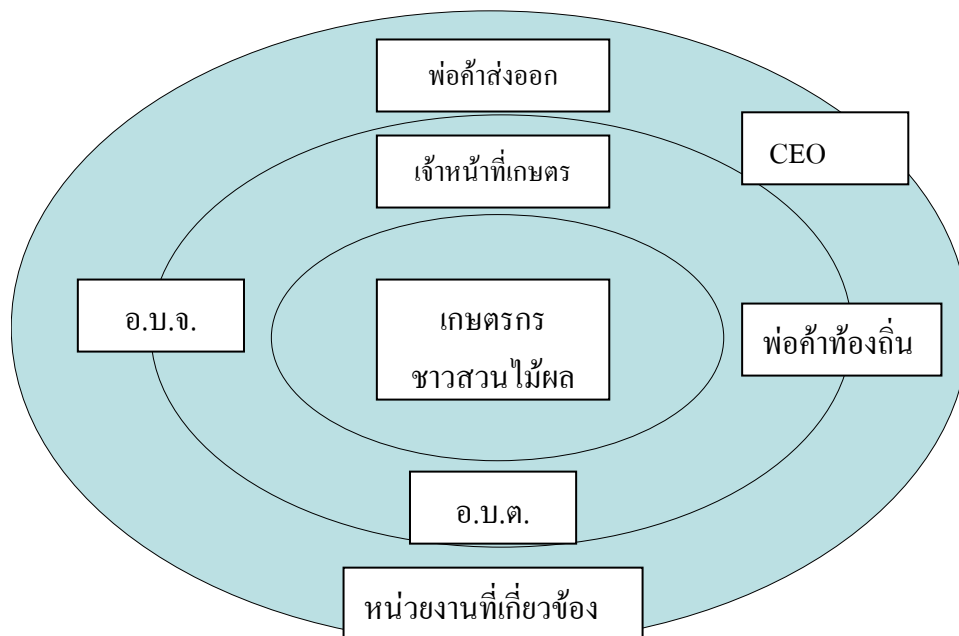 พ่อค้าส่งออก
CEO
เจ้าหน้าที่เกษตร
อ.บ.จ.
เกษตรกร
ชาวสวนไม้ผล
พ่อค้าท้องถิ่น
อ.บ.ต.
หน่วยงานที่เกี่ยวข้อง